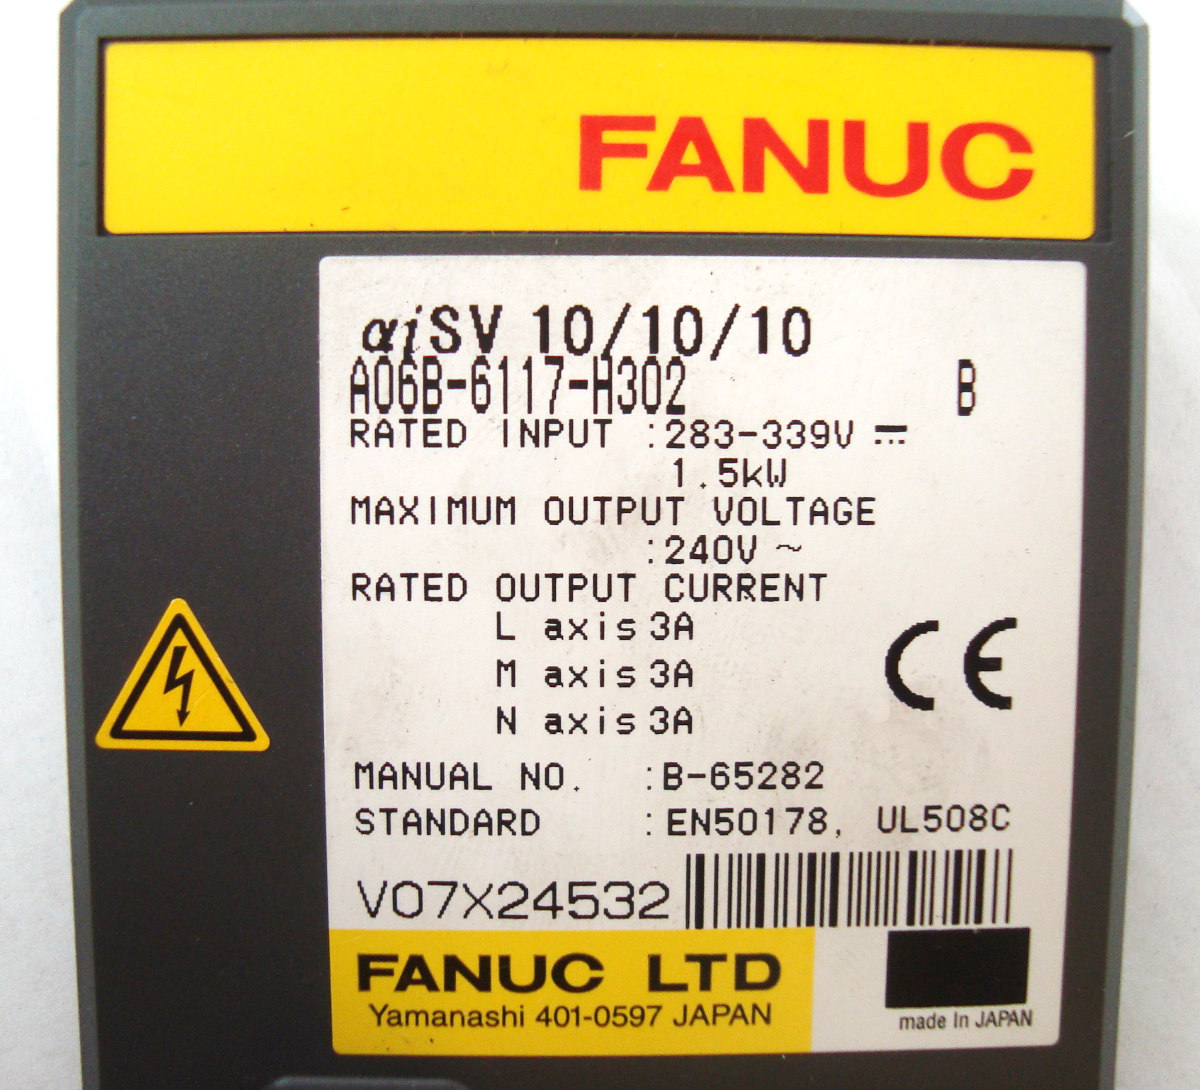 FANUC
αiSV 10/10/10
A06B-6117-H302 B
RATED INPUT :283-339V ⎓
1.5kW
MAXIMUM OUTPUT VOLTAGE
:240V ~
RATED OUTPUT CURRENT
L axis 3A
M axis 3A
N axis 3A
CE
MANUAL NO. :B-65282
STANDARD :EN50178, UL508C
V07X24532
FANUC LTD
Yamanashi 401-0597 JAPAN
made In JAPAN